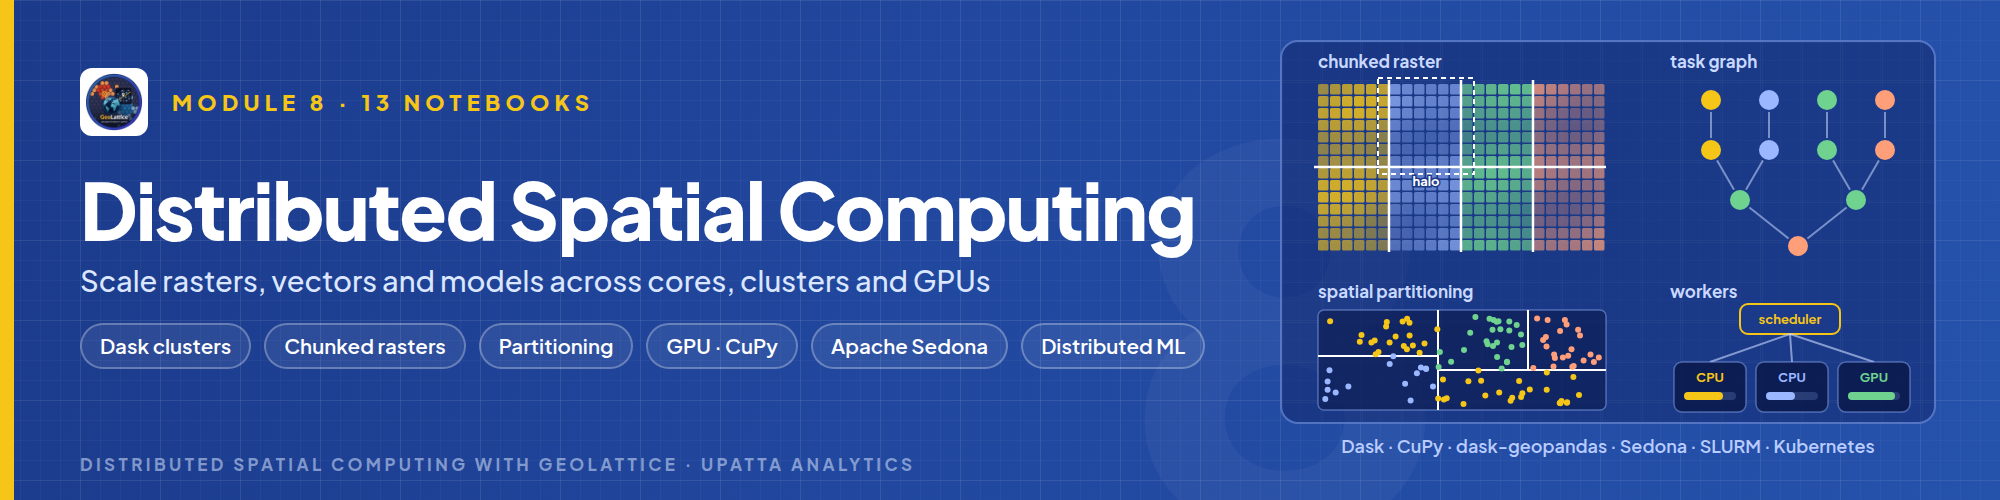 GeoLattice
MODULE 8 · 13 NOTEBOOKS
Distributed Spatial Computing
Scale rasters, vectors and models across cores, clusters and GPUs
Dask clusters
Chunked rasters
Partitioning
GPU · CuPy
Apache Sedona
Distributed ML
DISTRIBUTED SPATIAL COMPUTING WITH GEOLATTICE · UPATTA ANALYTICS
8
chunked raster
halo
task graph
spatial partitioning
workers
scheduler
CPU
CPU
GPU
Dask · CuPy · dask-geopandas · Sedona · SLURM · Kubernetes